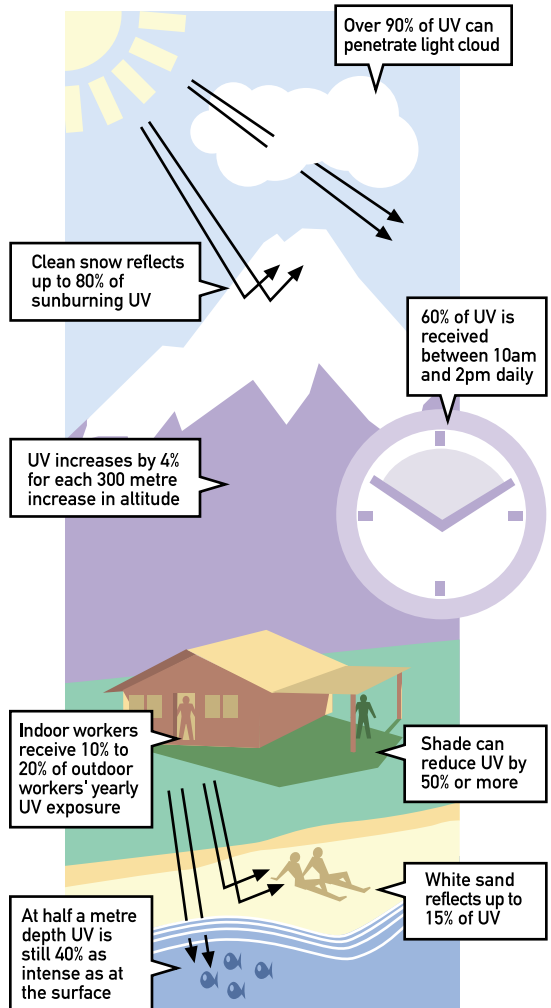 Over 90% of UV can
penetrate light cloud
Clean snow reflects
up to 80% of
sunburning UV
60% of UV is
received
between 10am
and 2pm daily
UV increases by 4%
for each 300 metre
increase in altitude
Indoor workers
receive 10% to
20% of outdoor
workers' yearly
UV exposure
Shade can
reduce UV by
50% or more
White sand
reflects up to
15% of UV
At half a metre
depth UV is
still 40% as
intense as at
the surface